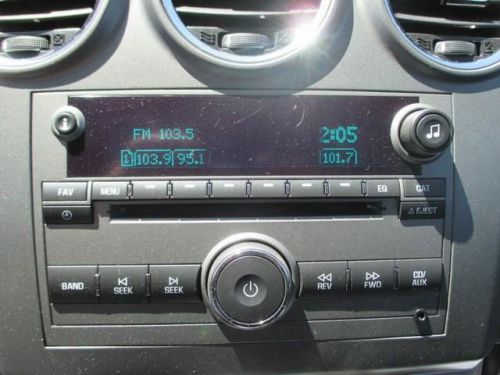 FM 103.5 2:05
1 103.9 95.1 101.7
FAV MENU EQ CAT
EJECT
BAND SEEK SEEK REV FWD CD/
AUX